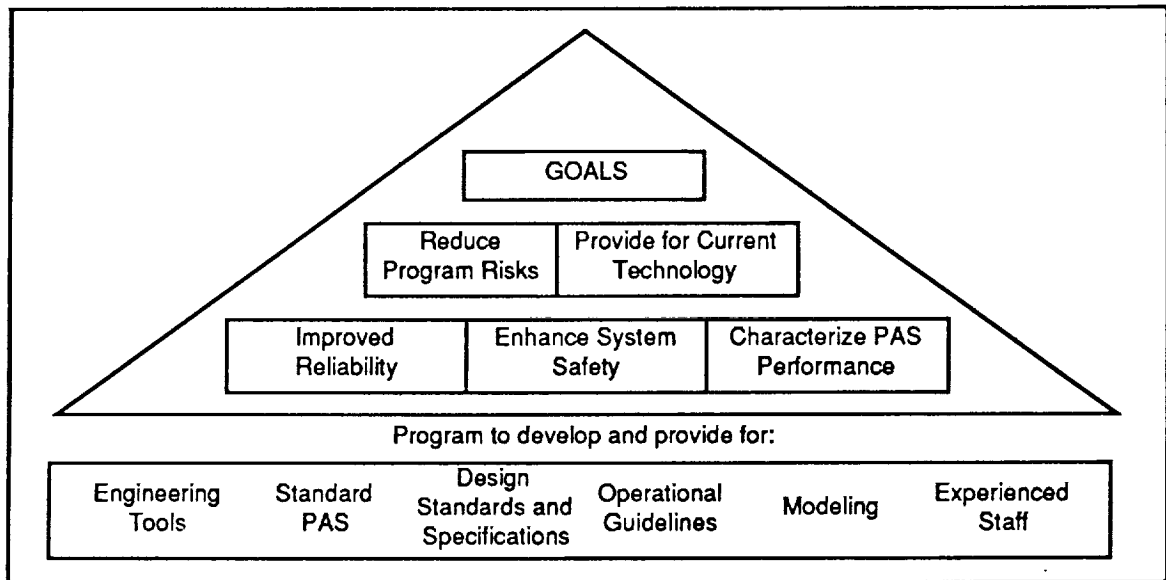 GOALS
Reduce
Program Risks
Provide for Current
Technology
Improved
Reliability
Enhance System
Safety
Characterize PAS
Performance
Program to develop and provide for:
Engineering
Tools
Standard
PAS
Design
Standards and
Specifications
Operational
Guidelines
Modeling
Experienced
Staff